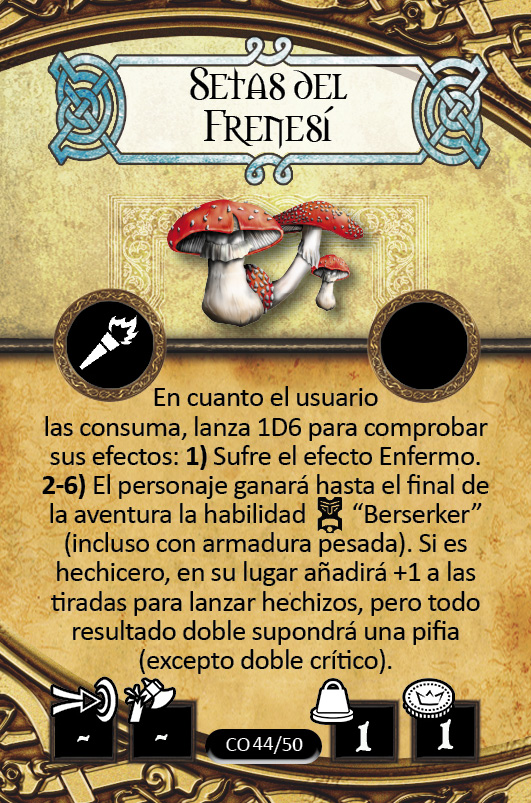 Setas del
Frenesí
En cuanto el usuario
las consuma, lanza 1D6 para comprobar
sus efectos: 1) Sufre el efecto Enfermo.
2-6) El personaje ganará hasta el final de
la aventura la habilidad “Berserker”
(incluso con armadura pesada). Si es
hechicero, en su lugar añadirá +1 a las
tiradas para lanzar hechizos, pero todo
resultado doble supondrá una pifia
(excepto doble crítico).
~ ~ CO 44/50 1 1